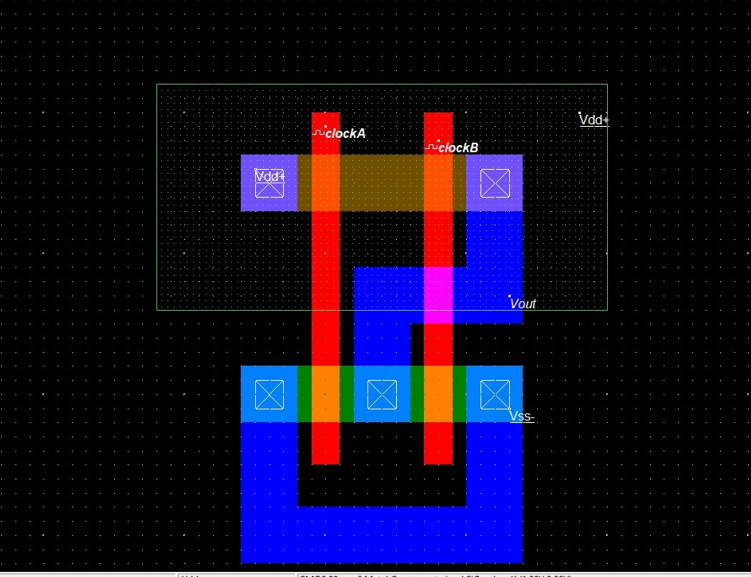 Vdd+
clockA
clockB
Vdd+
Vout
Vss-